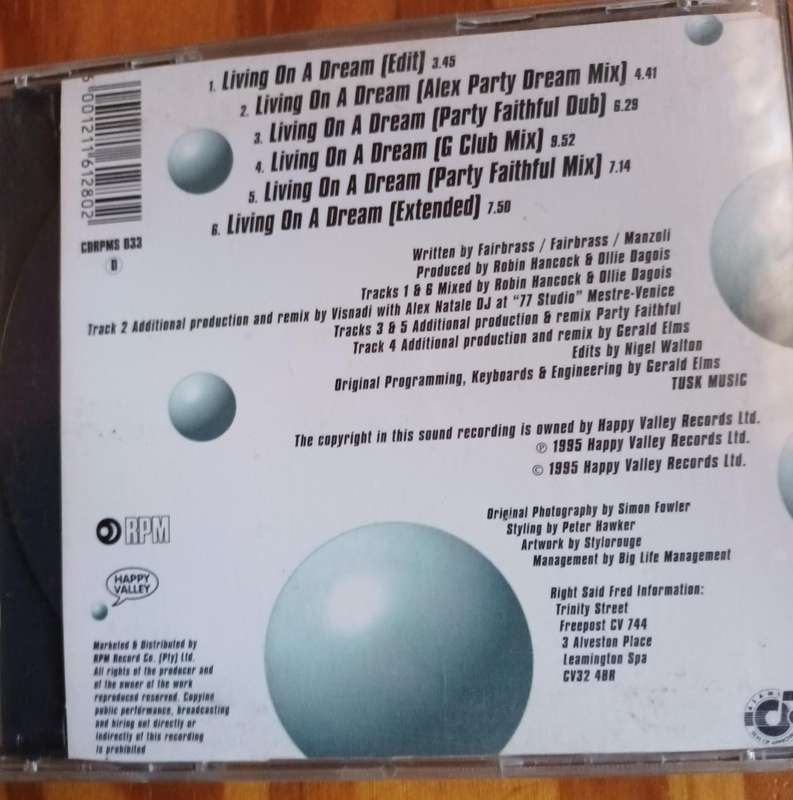 1. Living On A Dream [Edit] 3.45
2. Living On A Dream [Alex Party Dream Mix] 4.41
3. Living On A Dream [Party Faithful Dub] 6.29
4. Living On A Dream [G Club Mix] 9.52
5. Living On A Dream [Party Faithful Mix] 7.14
6. Living On A Dream [Extended] 7.50
6 001211 612802
CDRPMS 033
D
Written by Fairbrass / Fairbrass / Manzoli
Produced by Robin Hancock & Ollie Dagois
Tracks 1 & 6 Mixed by Robin Hancock & Ollie Dagois
Track 2 Additional production and remix by Visnadi with Alex Natale DJ at "77 Studio" Mestre-Venice
Tracks 3 & 5 Additional production & remix Party Faithful
Track 4 Additional production and remix by Gerald Elms
Edits by Nigel Walton
Original Programming, Keyboards & Engineering by Gerald Elms
TUSK MUSIC
The copyright in this sound recording is owned by Happy Valley Records Ltd.
℗ 1995 Happy Valley Records Ltd.
© 1995 Happy Valley Records Ltd.
Original Photography by Simon Fowler
Styling by Peter Hawker
Artwork by Stylorouge
Management by Big Life Management
RPM
HAPPY
VALLEY
Right Said Fred Information:
Trinity Street
Freepost CV 744
3 Alveston Place
Leamington Spa
CV32 4BR
Marketed & Distributed by
RPM Record Co. (Pty) Ltd.
All rights of the producer and
of the owner of the work
reproduced reserved. Copying
public performance, broadcasting
and hiring out directly or
indirectly of this recording
is prohibited